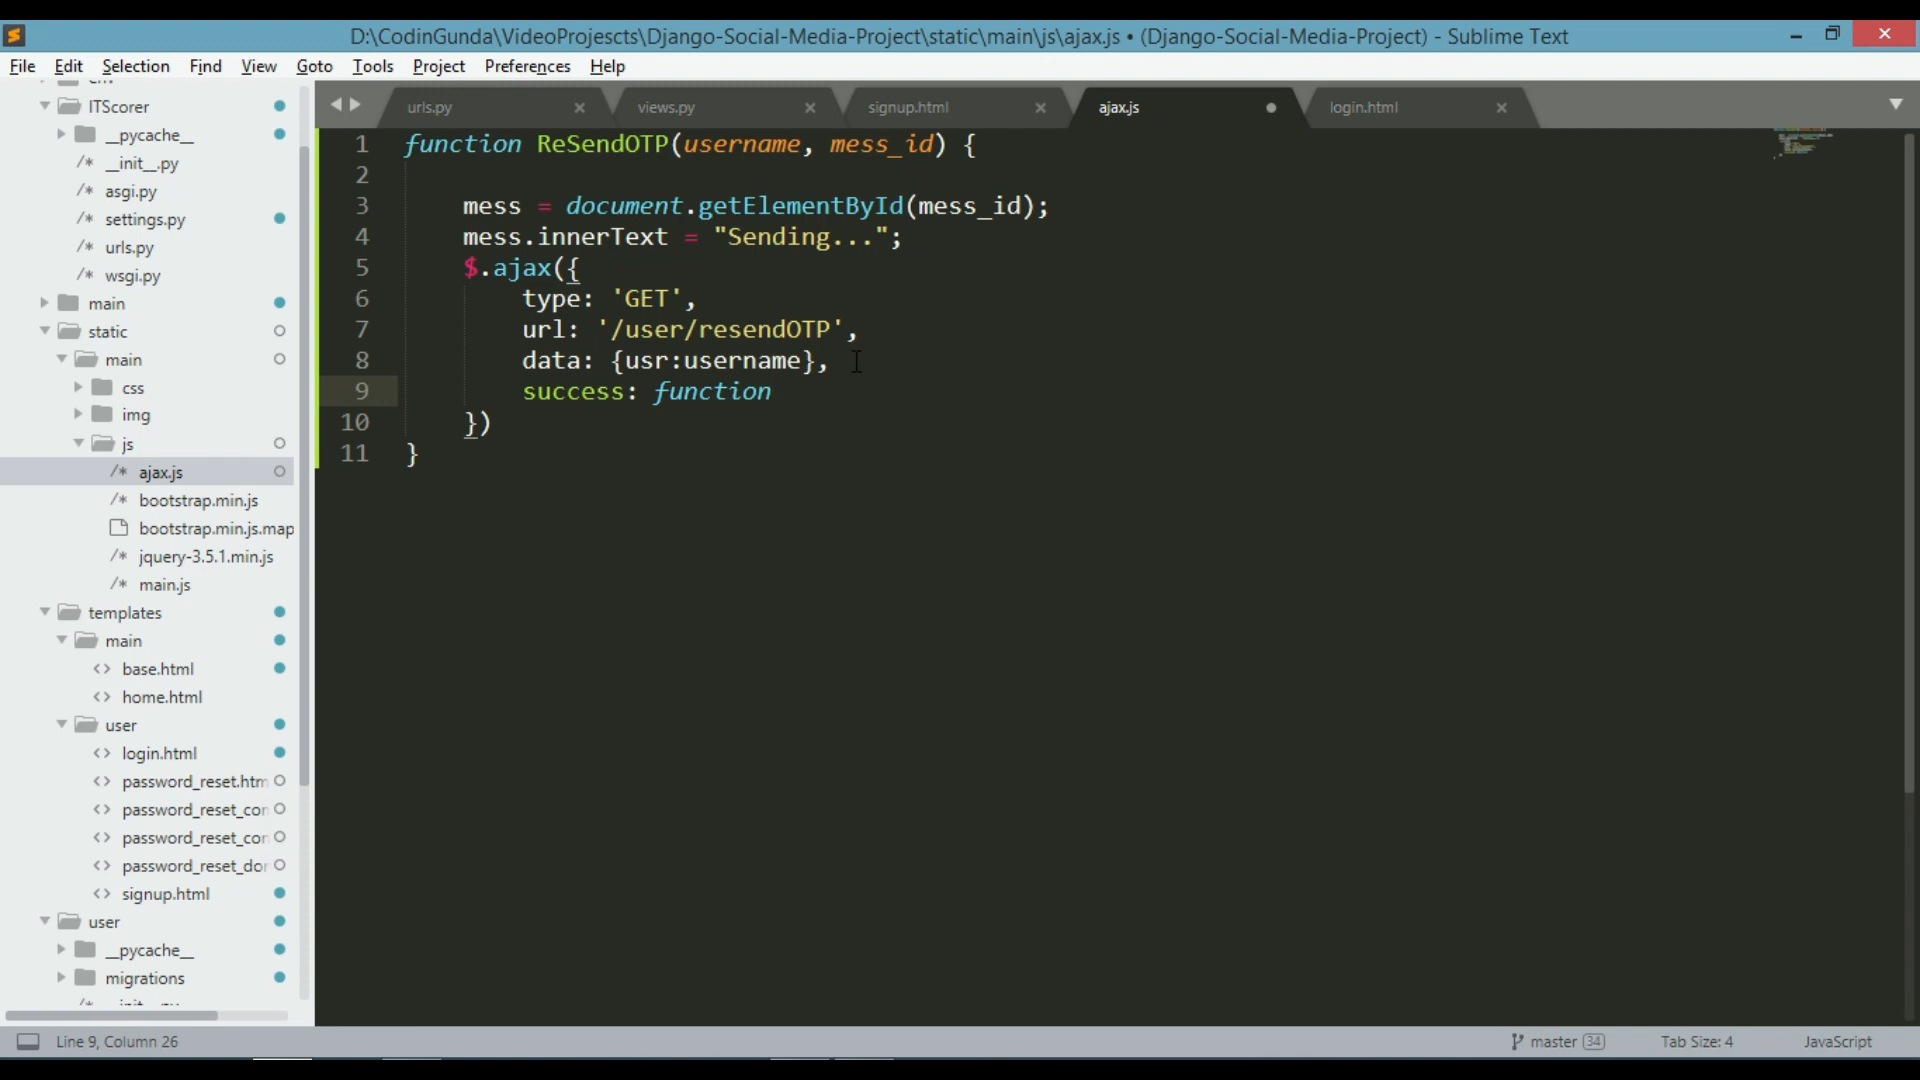 D:\CodinGunda\VideoProjescts\Django-Social-Media-Project\static\main\js\ajax.js • (Django-Social-Media-Project) - Sublime Text
File Edit Selection Find View Goto Tools Project Preferences Help
ITScorer
__pycache__
/* __init__.py
/* asgi.py
/* settings.py
/* urls.py
/* wsgi.py
main
static
main
css
img
js
/* ajax.js
/* bootstrap.min.js
bootstrap.min.js.map
/* jquery-3.5.1.min.js
/* main.js
templates
main
<> base.html
<> home.html
user
<> login.html
<> password_reset.htm
<> password_reset_con
<> password_reset_con
<> password_reset_dor
<> signup.html
user
__pycache__
migrations
urls.py × views.py × signup.html × ajax.js login.html ×
1 function ReSendOTP(username, mess_id) {
2
3 mess = document.getElementById(mess_id);
4 mess.innerText = "Sending...";
5 $.ajax({
6 type: 'GET',
7 url: '/user/resendOTP',
8 data: {usr:username},
9 success: function
10 })
11 }
Line 9, Column 26 master 34 Tab Size: 4 JavaScript